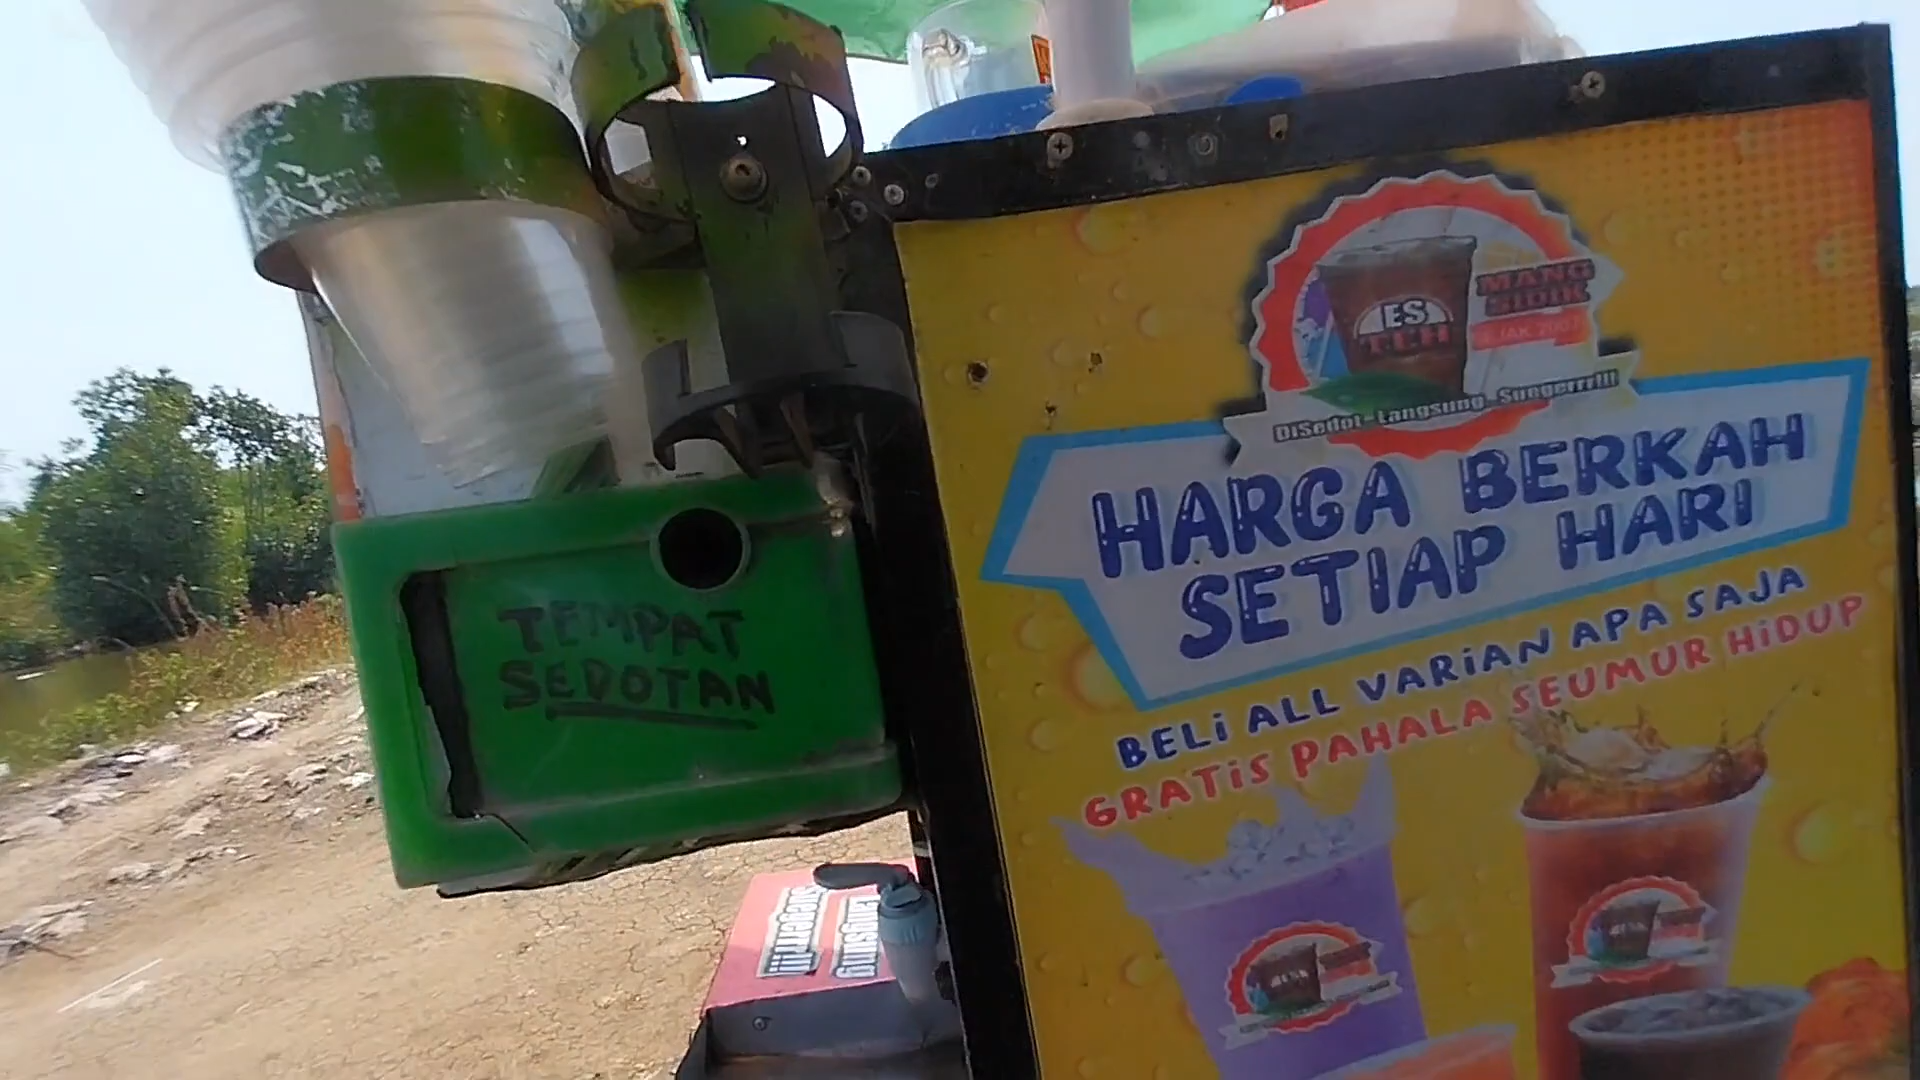 ES
TEH
MANG
SIDIK
DiSedot - Langsung - Suegerrr!!!
HARGA BERKAH
SETIAP HARI
BELi ALL VARiAN APA SAJA
GRATiS PAHALA SEUMUR HiDUP
TEMPAT
SEDOTAN
Langsung
Suegerrr!!!